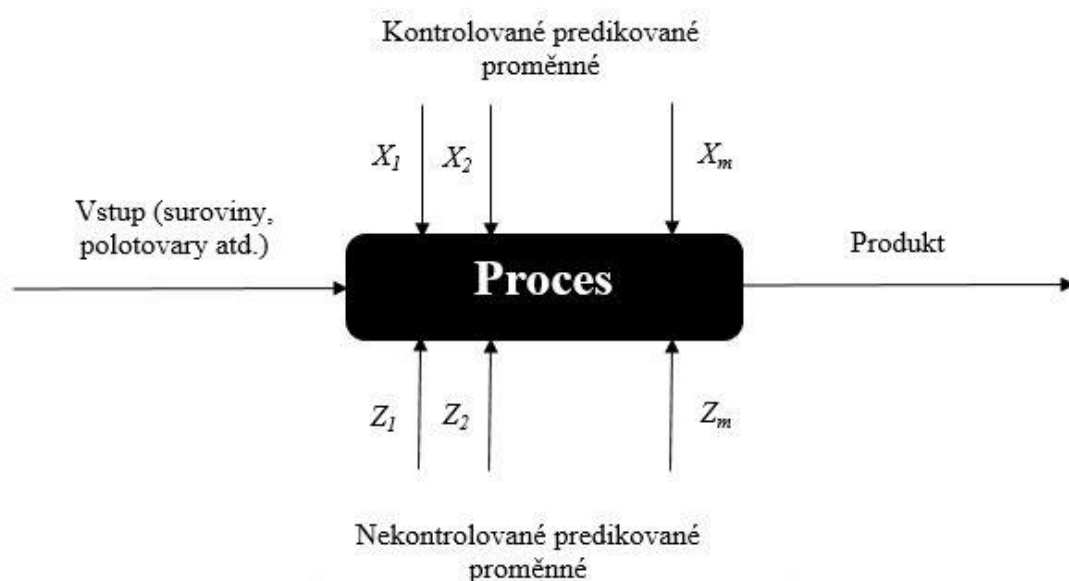 Kontrolované predikované
proměnné
X1
X2
Xm
Vstup (suroviny,
polotovary atd.)
Proces
Produkt
Z1
Z2
Zm
Nekontrolované predikované
proměnné